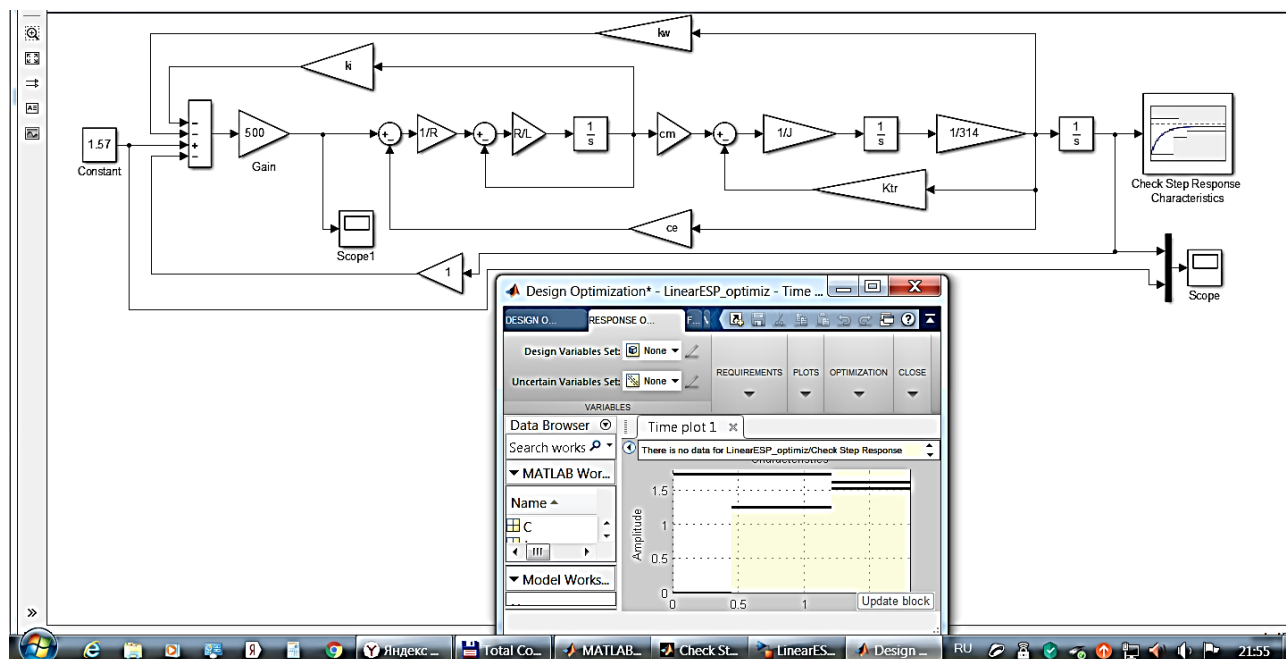 kw
ki
1.57
Constant
500
Gain
1/R
R/L
1
s
cm
1/J
1
s
1/314
1
s
Check Step Response
Characteristics
Ktr
ce
Scope1
1
Scope
Design Optimization* - LinearESP_optimiz - Time ...
DESIGN O...
RESPONSE O...
F...
Design Variables Set:
None
Uncertain Variables Set:
None
VARIABLES
REQUIREMENTS
PLOTS
OPTIMIZATION
CLOSE
Data Browser
Search works
MATLAB Wor...
Name
C
Model Works...
Time plot 1
There is no data for LinearESP_optimiz/Check Step Response
Characteristics
Amplitude
1.5
1
0.5
0
0
0.5
1
Update block
Яндекс ...
Total Co...
MATLAB...
Check St...
LinearES...
Design ...
RU
21:55